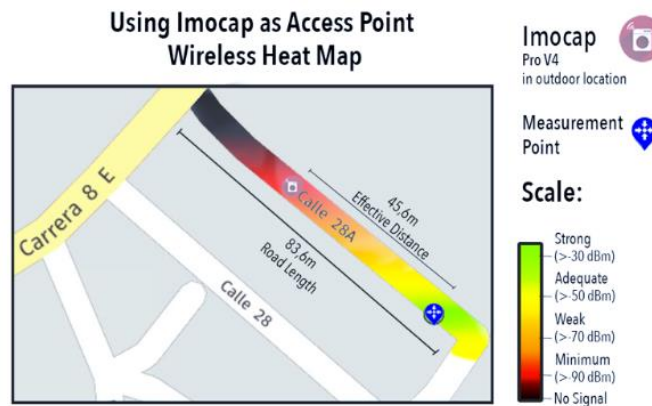 Using Imocap as Access Point
Wireless Heat Map
Imocap
Pro V4
in outdoor location
Measurement
Point
Scale:
Strong
(>-30 dBm)
Adequate
(>-50 dBm)
Weak
(>-70 dBm)
Minimum
(>-90 dBm)
No Signal
Carrera 8 E
Calle 28A
45,6m
Effective Distance
83,6m
Road Length
Calle 28